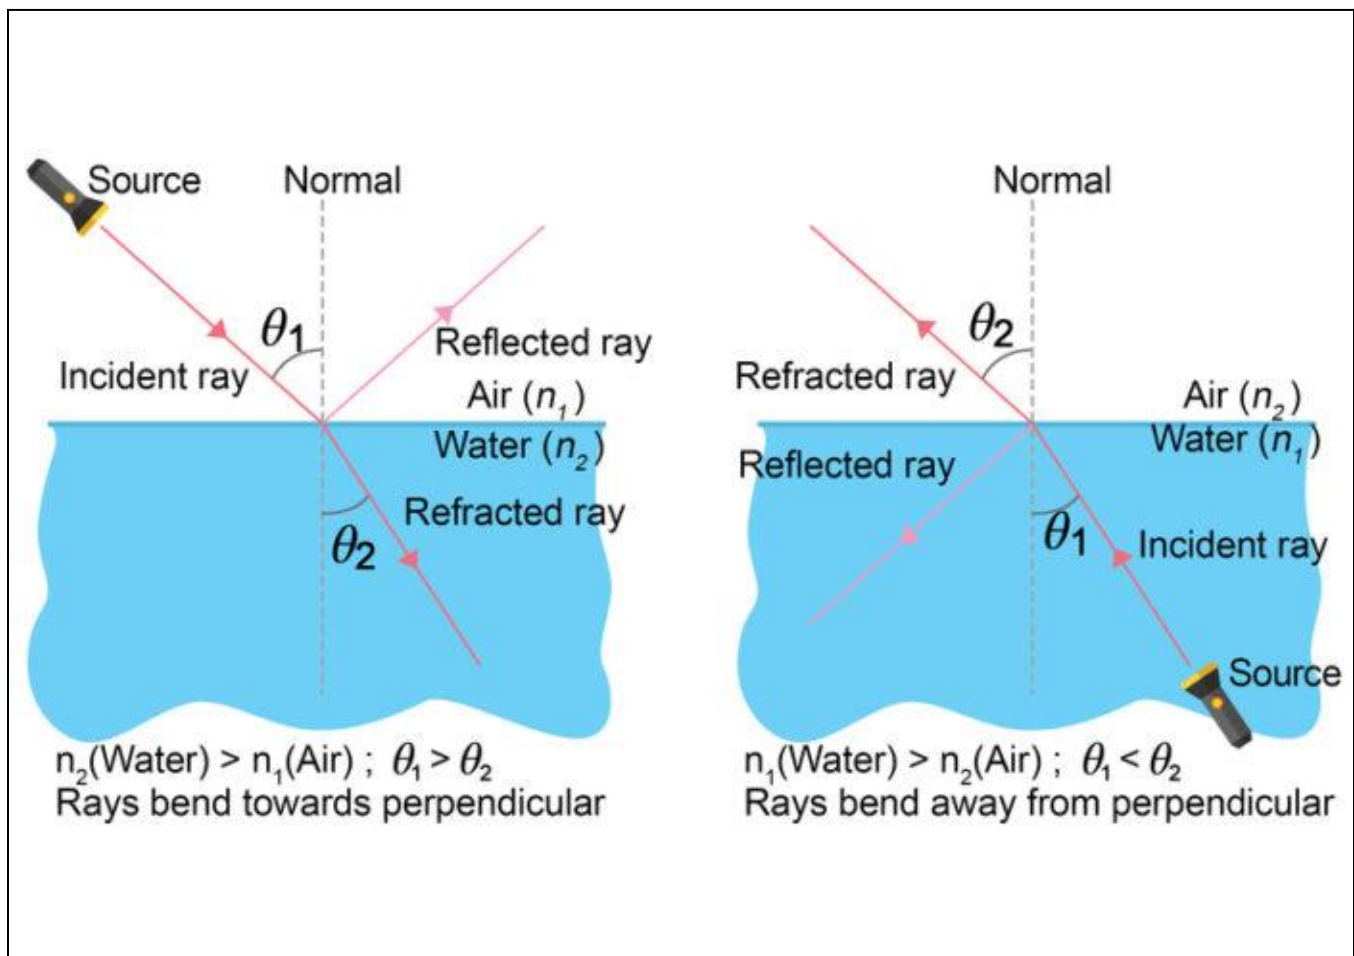 Source
Normal
θ1
Incident ray
Reflected ray
Air (n1)
Water (n2)
Refracted ray
θ2
n2(Water) > n1(Air) ; θ1 > θ2
Rays bend towards perpendicular
Normal
θ2
Refracted ray
Air (n2)
Water (n1)
Reflected ray
θ1
Incident ray
Source
n1(Water) > n2(Air) ; θ1 < θ2
Rays bend away from perpendicular